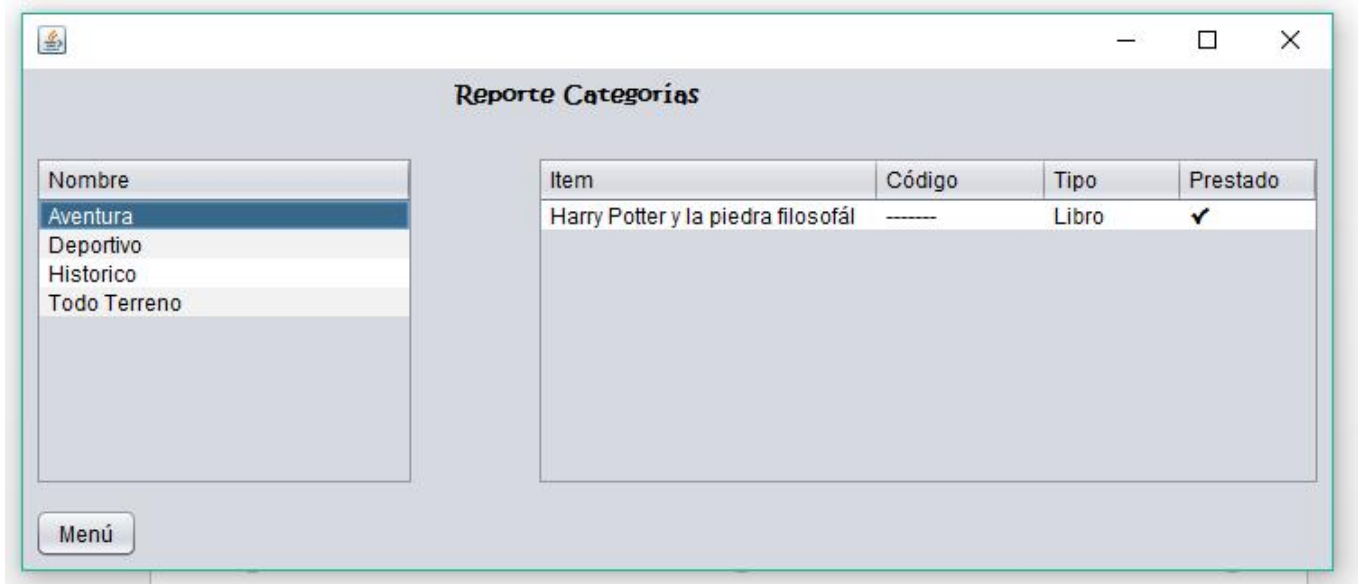 Reporte Categorías
Nombre
Aventura
Deportivo
Historico
Todo Terreno
Item Código Tipo Prestado
Harry Potter y la piedra filosofál ------- Libro ✔
Menú